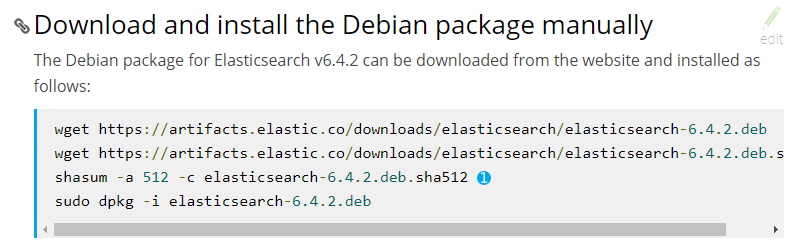 Download and install the Debian package manually
edit
The Debian package for Elasticsearch v6.4.2 can be downloaded from the website and installed as
follows:
wget https://artifacts.elastic.co/downloads/elasticsearch/elasticsearch-6.4.2.deb
wget https://artifacts.elastic.co/downloads/elasticsearch/elasticsearch-6.4.2.deb.s
shasum -a 512 -c elasticsearch-6.4.2.deb.sha512 1
sudo dpkg -i elasticsearch-6.4.2.deb